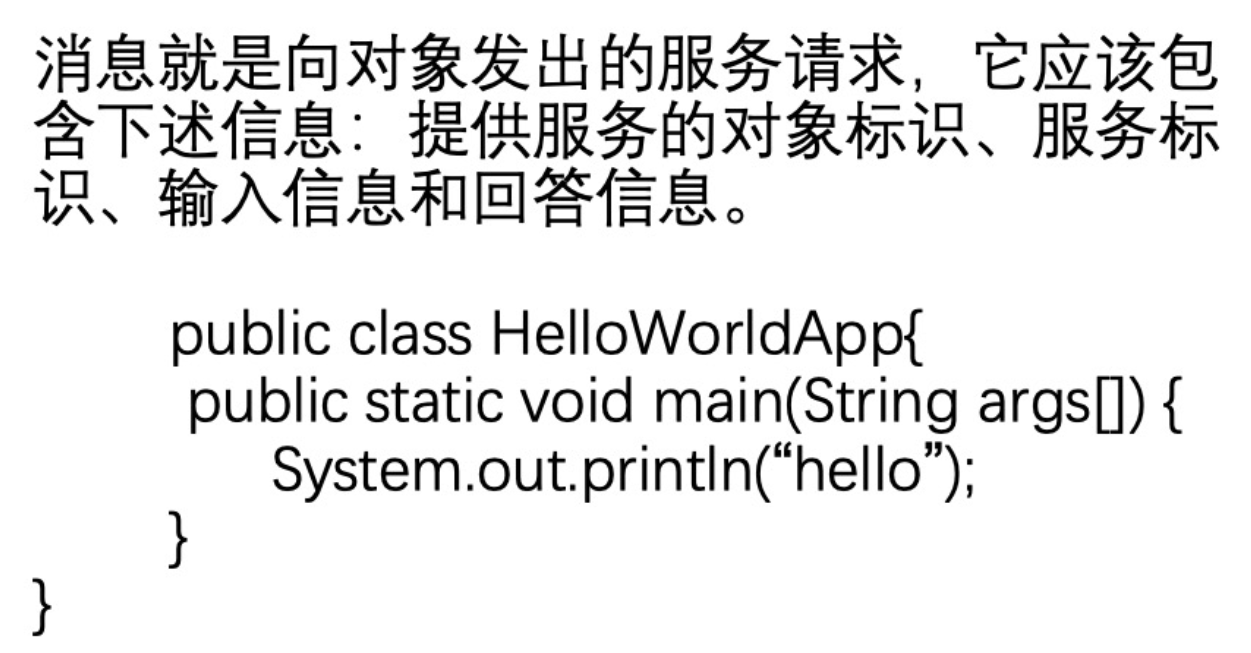 消息就是向对象发出的服务请求，它应该包
含下述信息：提供服务的对象标识、服务标
识、输入信息和回答信息。
public class HelloWorldApp{
public static void main(String args[]) {
System.out.println(“hello”);
}
}